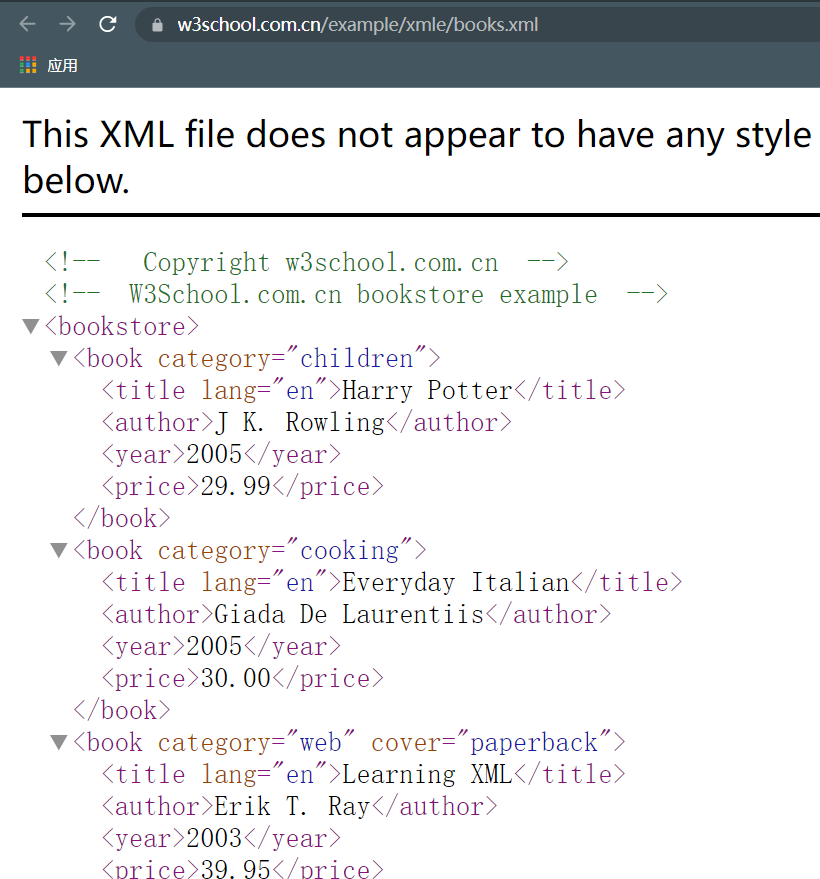 w3school.com.cn/example/xmle/books.xml
应用
This XML file does not appear to have any style
below.
<!--   Copyright w3school.com.cn  -->
<!--  W3School.com.cn bookstore example  -->
<bookstore>
<book category="children">
<title lang="en">Harry Potter</title>
<author>J K. Rowling</author>
<year>2005</year>
<price>29.99</price>
</book>
<book category="cooking">
<title lang="en">Everyday Italian</title>
<author>Giada De Laurentiis</author>
<year>2005</year>
<price>30.00</price>
</book>
<book category="web" cover="paperback">
<title lang="en">Learning XML</title>
<author>Erik T. Ray</author>
<year>2003</year>
<price>39.95</price>